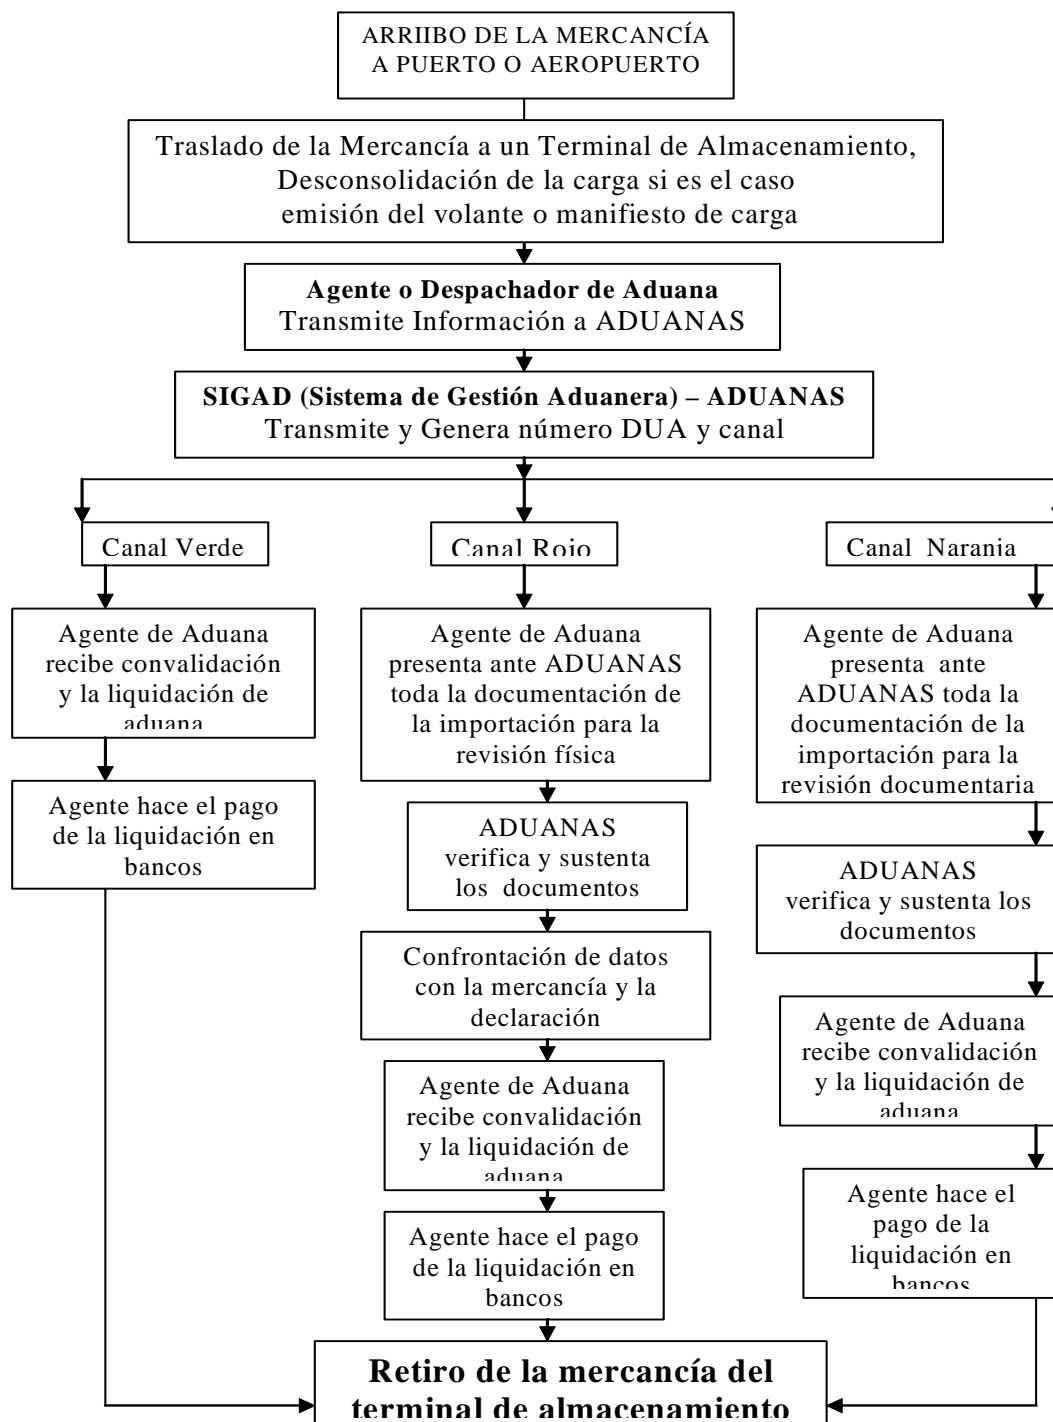 ARRIIBO DE LA MERCANCÍA
A PUERTO O AEROPUERTO
Traslado de la Mercancía a un Terminal de Almacenamiento,
Desconsolidación de la carga si es el caso
emisión del volante o manifiesto de carga
Agente o Despachador de Aduana
Transmite Información a ADUANAS
SIGAD (Sistema de Gestión Aduanera) – ADUANAS
Transmite y Genera número DUA y canal
Canal Verde
Agente de Aduana
recibe convalidación
y la liquidación de
aduana
Agente hace el pago
de la liquidación en
bancos
Canal Rojo
Agente de Aduana
presenta ante ADUANAS
toda la documentación de
la importación para la
revisión física
ADUANAS
verifica y sustenta
los documentos
Confrontación de datos
con la mercancía y la
declaración
Agente de Aduana
recibe convalidación
y la liquidación de
aduana
Agente hace el pago
de la liquidación en
bancos
Canal Naranja
Agente de Aduana
presenta ante
ADUANAS toda la
documentación de la
importación para la
revisión documentaria
ADUANAS
verifica y sustenta los
documentos
Agente de Aduana
recibe convalidación
y la liquidación de
aduana
Agente hace el
pago de la
liquidación en
bancos
Retiro de la mercancía del
terminal de almacenamiento